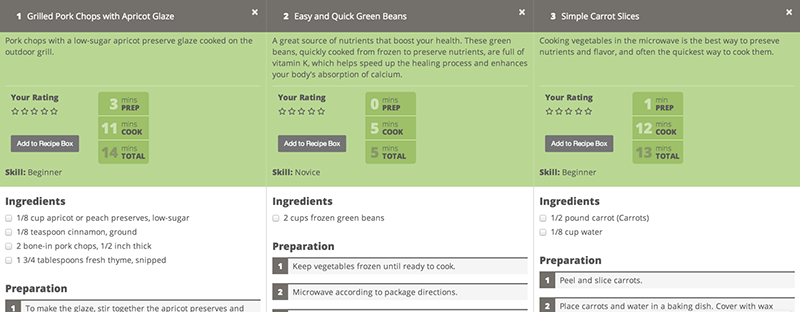 1 Grilled Pork Chops with Apricot Glaze ×
Pork chops with a low-sugar apricot preserve glaze cooked on the
outdoor grill.
Your Rating
Add to Recipe Box
3 mins PREP
11 mins COOK
14 mins TOTAL
Skill: Beginner
Ingredients
1/8 cup apricot or peach preserves, low-sugar
1/8 teaspoon cinnamon, ground
2 bone-in pork chops, 1/2 inch thick
1 3/4 tablespoons fresh thyme, snipped
Preparation
1 To make the glaze, stir together the apricot preserves and
2 Easy and Quick Green Beans ×
A great source of nutrients that boost your health. These green
beans, quickly cooked from frozen to preserve nutrients, are full of
vitamin K, which helps speed up the healing process and enhances
your body's absorption of calcium.
Your Rating
Add to Recipe Box
0 mins PREP
5 mins COOK
5 mins TOTAL
Skill: Novice
Ingredients
2 cups frozen green beans
Preparation
1 Keep vegetables frozen until ready to cook.
2 Microwave according to package directions.
3 Simple Carrot Slices ×
Cooking vegetables in the microwave is the best way to preseve
nutrients and flavor, and often the quickest way to cook them.
Your Rating
Add to Recipe Box
1 min PREP
12 mins COOK
13 mins TOTAL
Skill: Beginner
Ingredients
1/2 pound carrot (Carrots)
1/8 cup water
Preparation
1 Peel and slice carrots.
2 Place carrots and water in a baking dish. Cover with wax